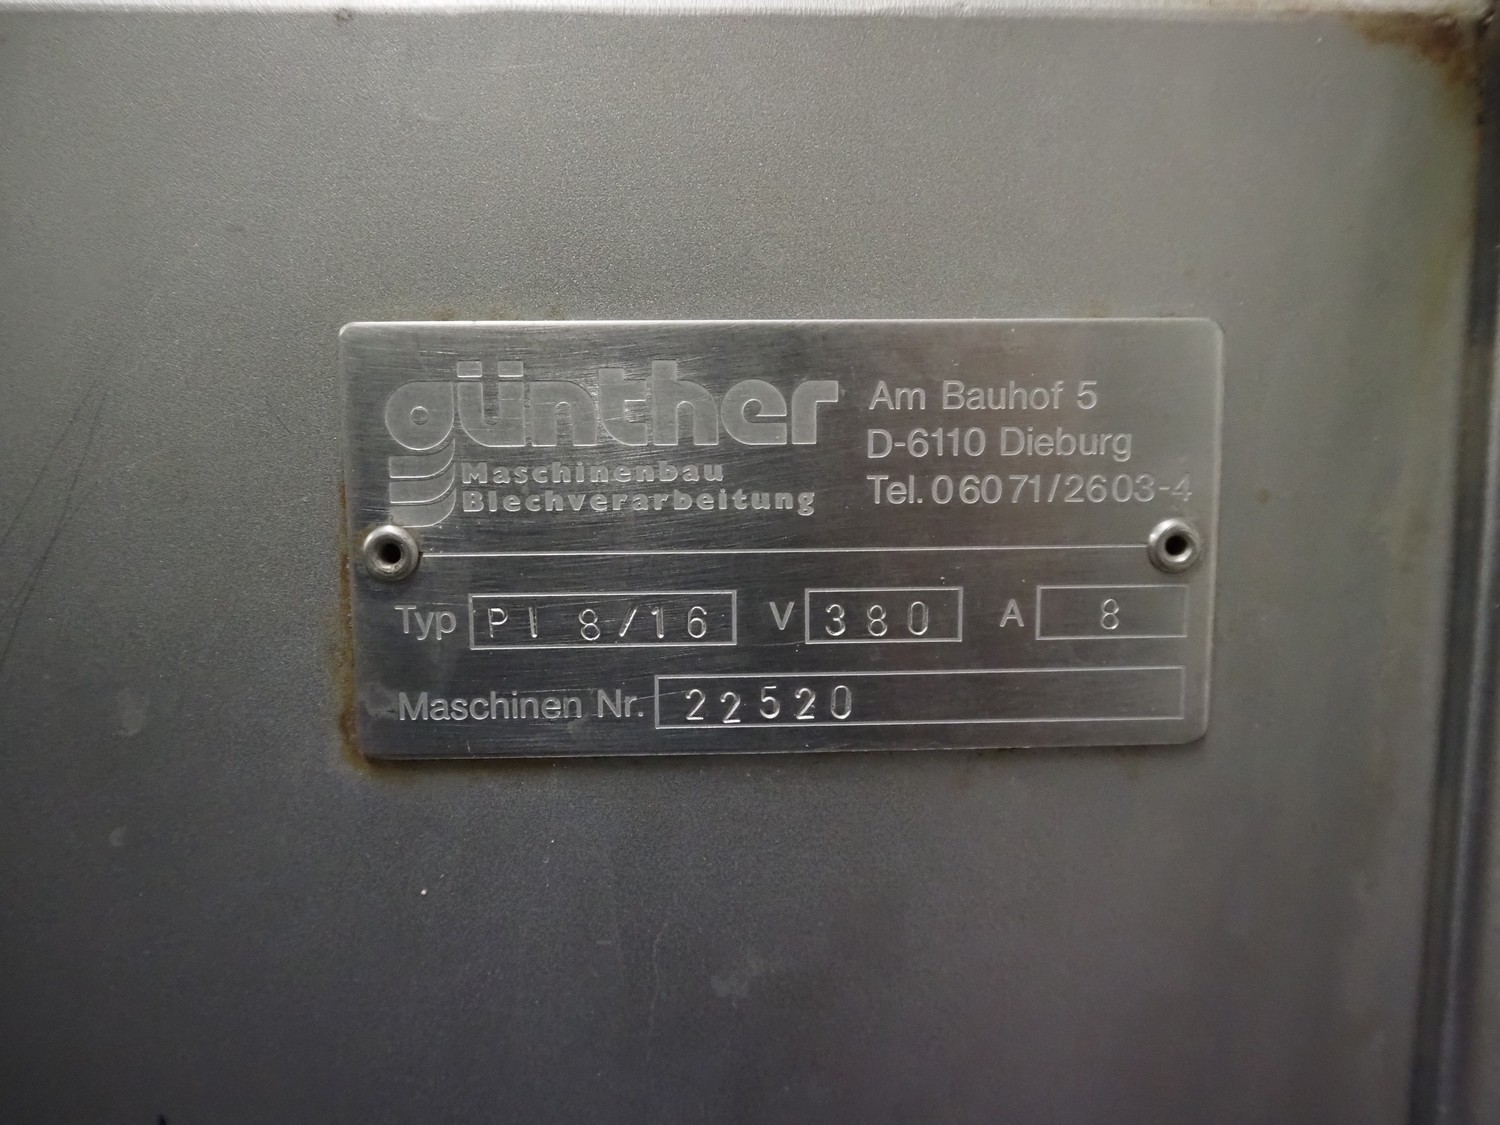 günther
Maschinenbau
Blechverarbeitung
Am Bauhof 5
D-6110 Dieburg
Tel. 06071/2603-4
Typ PI 8/16 V 380 A 8
Maschinen Nr. 22520